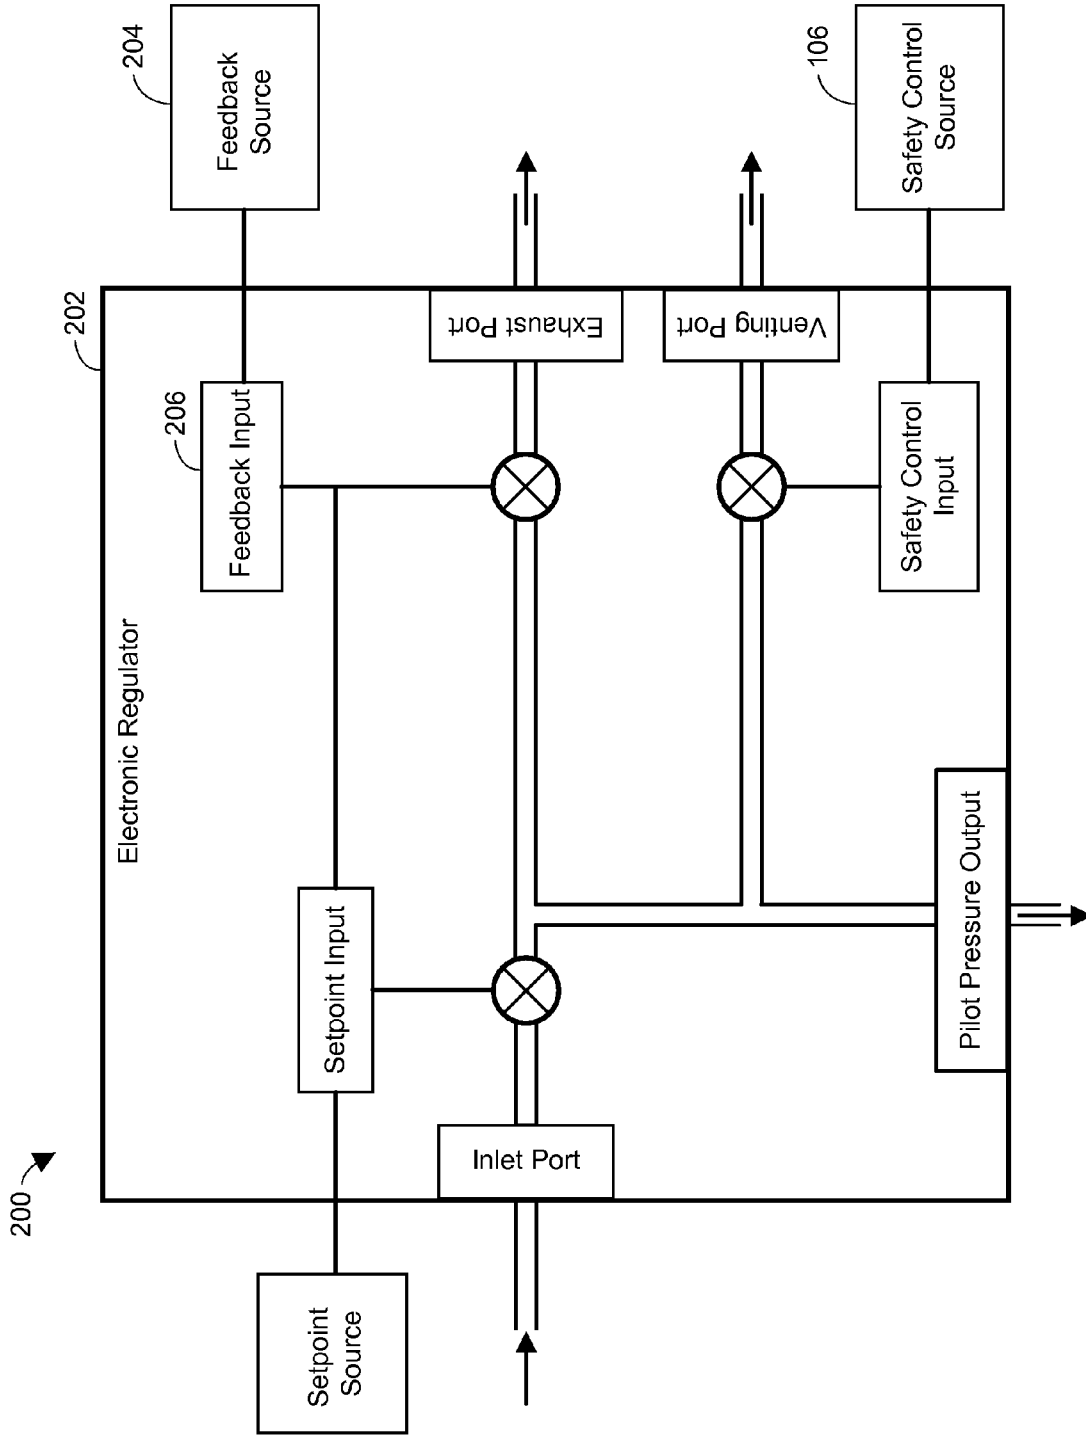 200
202
Electronic Regulator
204
Feedback
Source
206
Feedback Input
Setpoint Input
Setpoint
Source
Inlet Port
Exhaust Port
Venting Port
106
Safety Control
Source
Safety Control
Input
Pilot Pressure Output